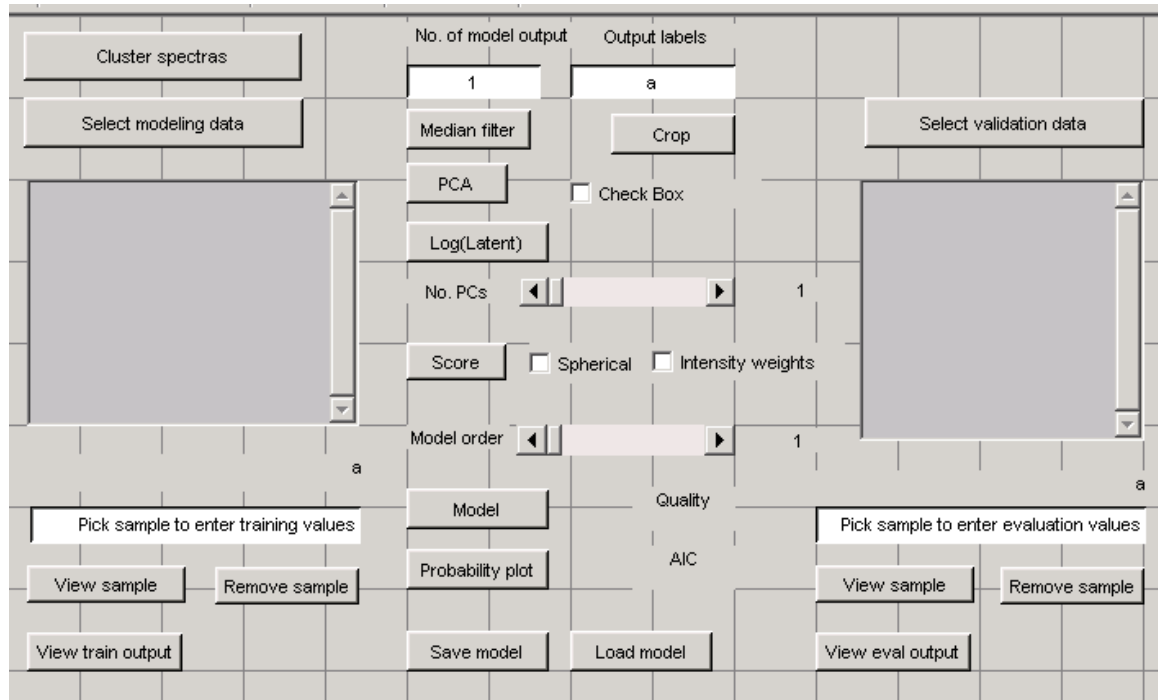 No. of model output Output labels
Cluster spectras
1 a
Select modeling data Median filter Crop Select validation data
PCA Check Box
Log(Latent)
No. PCs 1
Score Spherical Intensity weights
Model order 1
a a
Model Quality
Pick sample to enter training values Pick sample to enter evaluation values
Probability plot AIC
View sample Remove sample View sample Remove sample
View train output Save model Load model View eval output